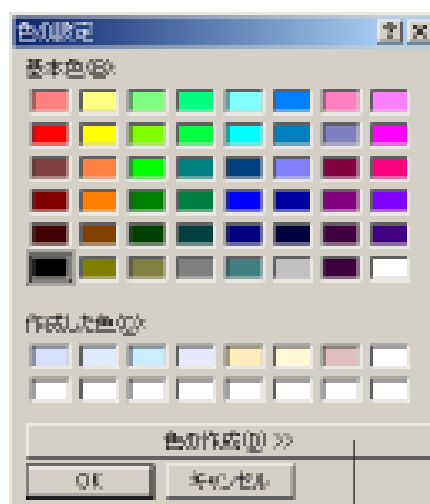 色の設定
基本色(B):
作成した色(C):
色の作成(D) >>
OK
キャンセル